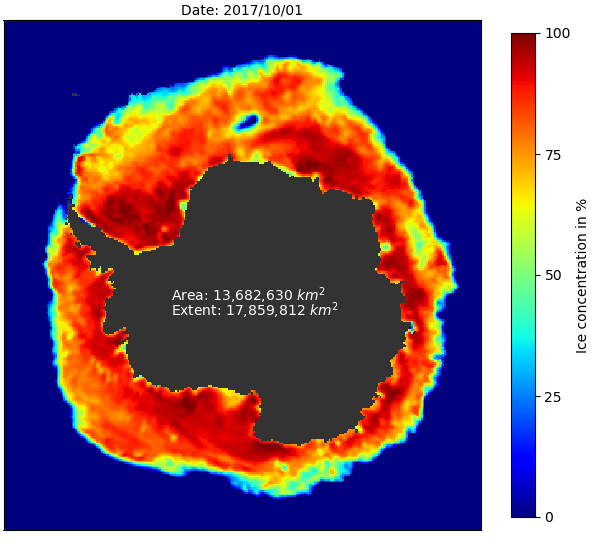 Date: 2017/10/01
Area: 13,682,630 km²
Extent: 17,859,812 km²
100
75
50
25
0
Ice concentration in %